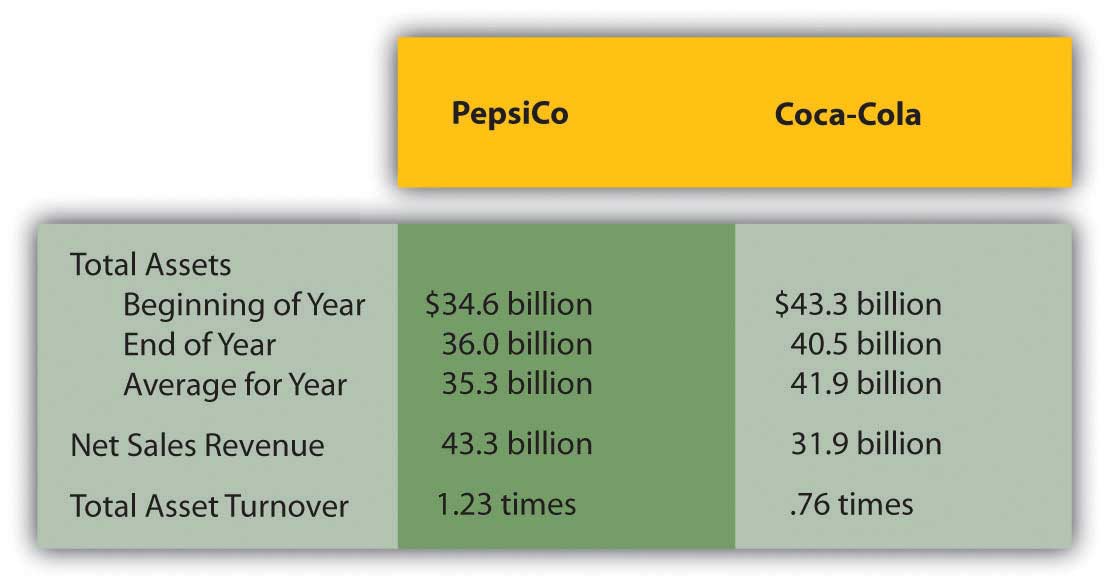 PepsiCo Coca-Cola
Total Assets
Beginning of Year $34.6 billion $43.3 billion
End of Year 36.0 billion 40.5 billion
Average for Year 35.3 billion 41.9 billion
Net Sales Revenue 43.3 billion 31.9 billion
Total Asset Turnover 1.23 times .76 times